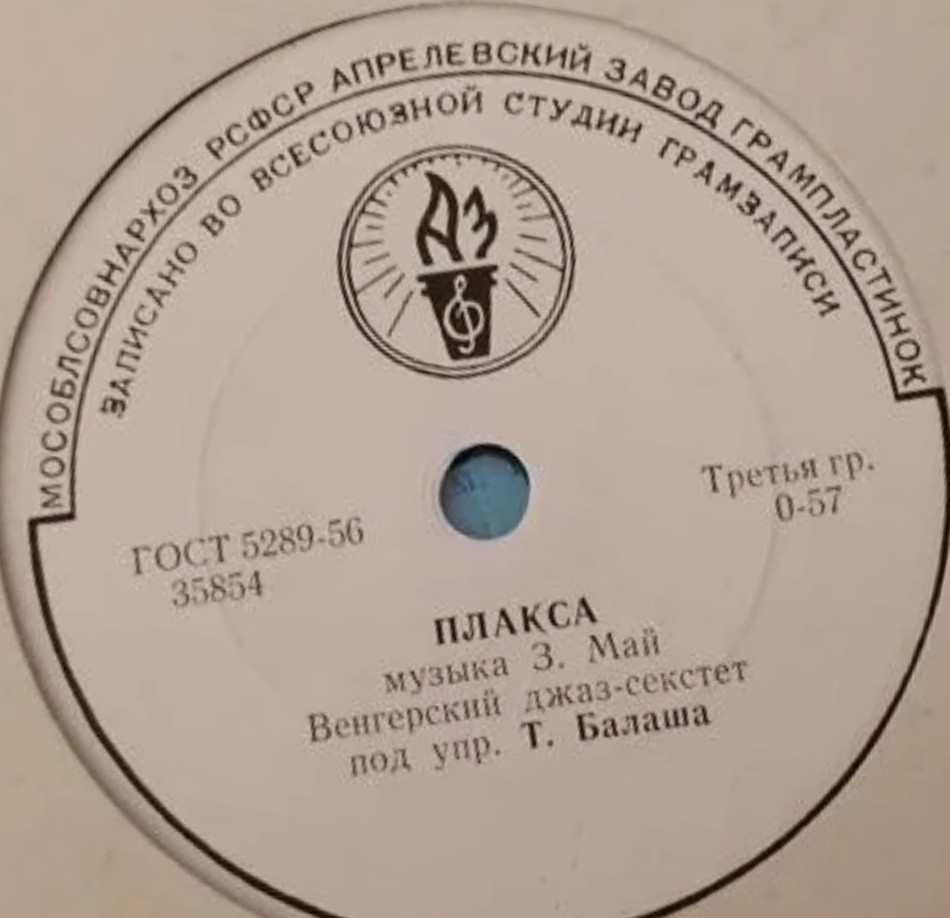 МОСОБЛСОВНАРХОЗ РСФСР АПРЕЛЕВСКИЙ ЗАВОД ГРАМПЛАСТИНОК
ЗАПИСАНО ВО ВСЕСОЮЗНОЙ СТУДИИ ГРАМЗАПИСИ
АЗ
Третья гр.
0-57
ГОСТ 5289-56
35854
ПЛАКСА
музыка З. Май
Венгерский джаз-секстет
под упр. Т. Балаша